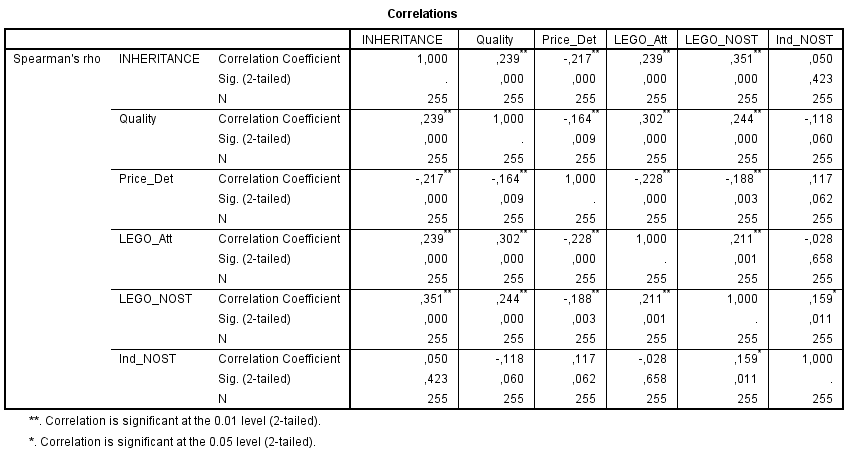 Correlations
INHERITANCE Quality Price_Det LEGO_Att LEGO_NOST Ind_NOST
Spearman's rho INHERITANCE Correlation Coefficient 1,000 ,239** -,217** ,239** ,351** ,050
Sig. (2-tailed) . ,000 ,000 ,000 ,000 ,423
N 255 255 255 255 255 255
Quality Correlation Coefficient ,239** 1,000 -,164** ,302** ,244** -,118
Sig. (2-tailed) ,000 . ,009 ,000 ,000 ,060
N 255 255 255 255 255 255
Price_Det Correlation Coefficient -,217** -,164** 1,000 -,228** -,188** ,117
Sig. (2-tailed) ,000 ,009 . ,000 ,003 ,062
N 255 255 255 255 255 255
LEGO_Att Correlation Coefficient ,239** ,302** -,228** 1,000 ,211** -,028
Sig. (2-tailed) ,000 ,000 ,000 . ,001 ,658
N 255 255 255 255 255 255
LEGO_NOST Correlation Coefficient ,351** ,244** -,188** ,211** 1,000 ,159*
Sig. (2-tailed) ,000 ,000 ,003 ,001 . ,011
N 255 255 255 255 255 255
Ind_NOST Correlation Coefficient ,050 -,118 ,117 -,028 ,159* 1,000
Sig. (2-tailed) ,423 ,060 ,062 ,658 ,011 .
N 255 255 255 255 255 255
**. Correlation is significant at the 0.01 level (2-tailed).
*. Correlation is significant at the 0.05 level (2-tailed).